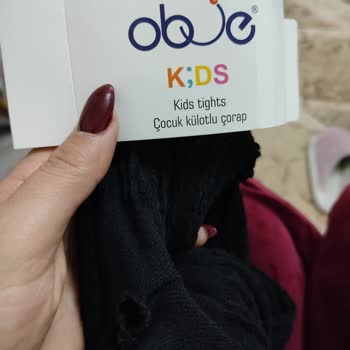 obje
K;DS
Kids tights
Çocuk külotlu çorap